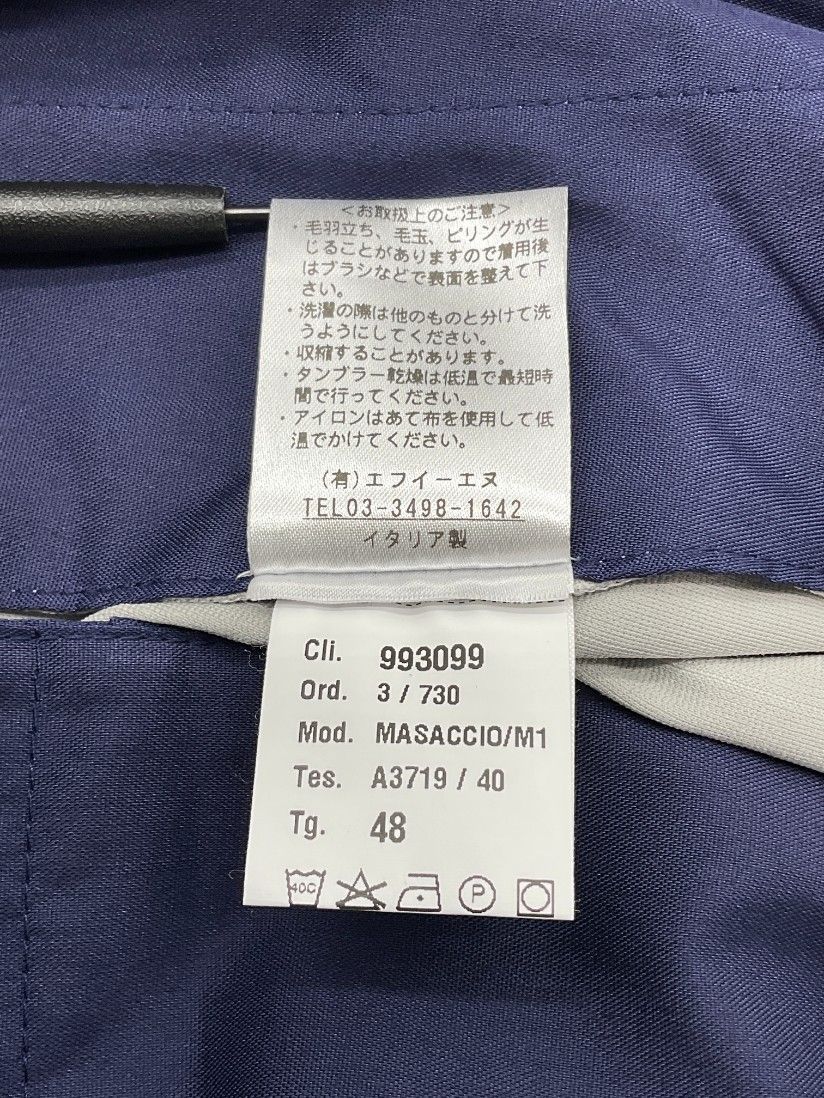 <お取扱上のご注意>
・毛羽立ち、毛玉、ピリングが生
じることがありますので着用後
はブラシなどで表面を整えて下
さい。
・洗濯の際は他のものと分けて洗
うようにしてください。
・収縮することがあります。
・タンブラー乾燥は低温で最短時
間で行ってください。
・アイロンはあて布を使用して低
温でかけてください。
(有)エフイーエヌ
TEL03-3498-1642
イタリア製
Cli. 993099
Ord. 3 / 730
Mod. MASACCIO/M1
Tes. A3719 / 40
Tg. 48
40C P